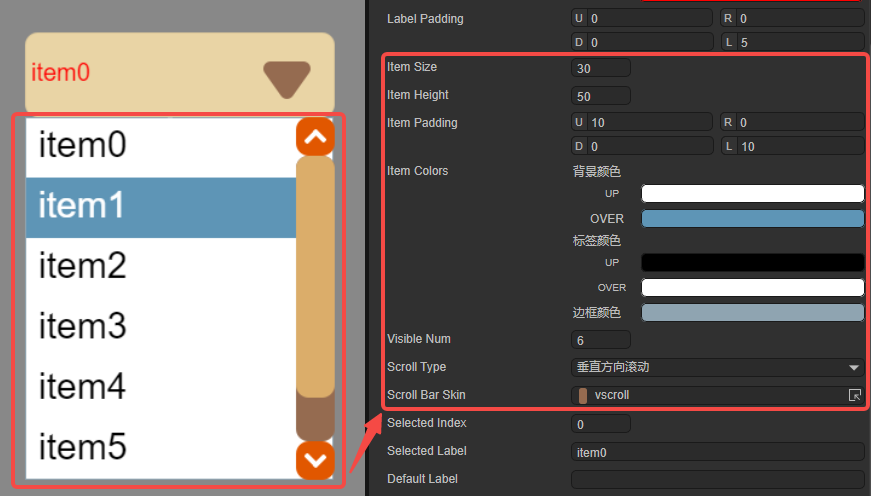 item0
item0
item1
item2
item3
item4
item5
Label Padding U 0 R 0
D 0 L 5
Item Size 30
Item Height 50
Item Padding U 10 R 0
D 0 L 10
Item Colors 背景颜色
UP
OVER
标签颜色
UP
OVER
边框颜色
Visible Num 6
Scroll Type 垂直方向滚动
Scroll Bar Skin vscroll
Selected Index 0
Selected Label item0
Default Label